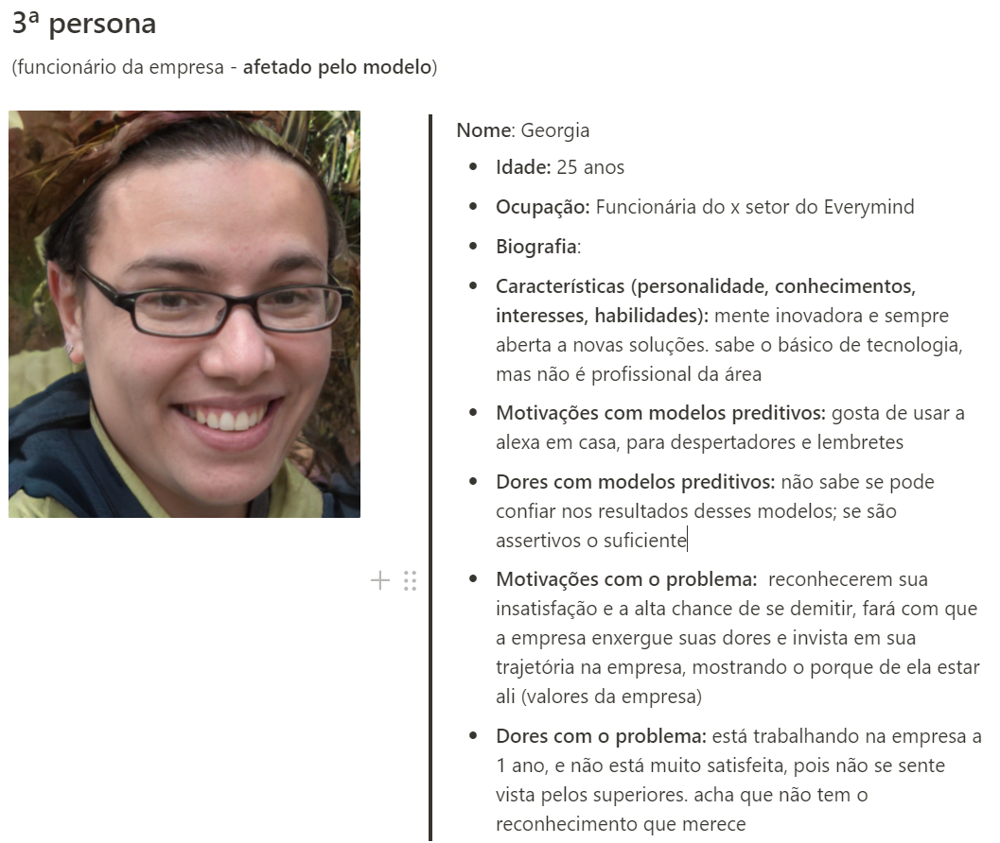 3ª persona
(funcionário da empresa - afetado pelo modelo)
Nome: Georgia
• Idade: 25 anos
• Ocupação: Funcionária do x setor do Everymind
• Biografia:
• Características (personalidade, conhecimentos,
interesses, habilidades): mente inovadora e sempre
aberta a novas soluções. sabe o básico de tecnologia,
mas não é profissional da área
• Motivações com modelos preditivos: gosta de usar a
alexa em casa, para despertadores e lembretes
• Dores com modelos preditivos: não sabe se pode
confiar nos resultados desses modelos; se são
assertivos o suficiente
• Motivações com o problema:  reconhecerem sua
insatisfação e a alta chance de se demitir, fará com que
a empresa enxergue suas dores e invista em sua
trajetória na empresa, mostrando o porque de ela estar
ali (valores da empresa)
• Dores com o problema: está trabalhando na empresa a
1 ano, e não está muito satisfeita, pois não se sente
vista pelos superiores. acha que não tem o
reconhecimento que merece